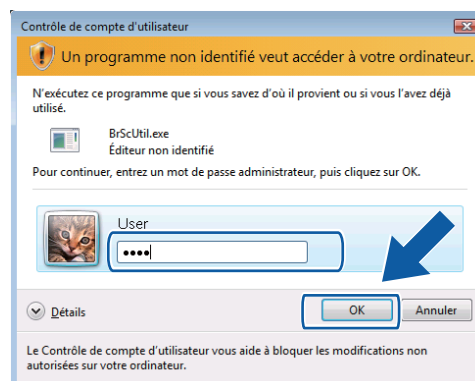 Contrôle de compte d'utilisateur
Un programme non identifié veut accéder à votre ordinateur.
N'exécutez ce programme que si vous savez d'où il provient ou si vous l'avez déjà
utilisé.
BrScUtil.exe
Éditeur non identifié
Pour continuer, entrez un mot de passe administrateur, puis cliquez sur OK.
User
••••
Détails
OK
Annuler
Le Contrôle de compte d'utilisateur vous aide à bloquer les modifications non
autorisées sur votre ordinateur.